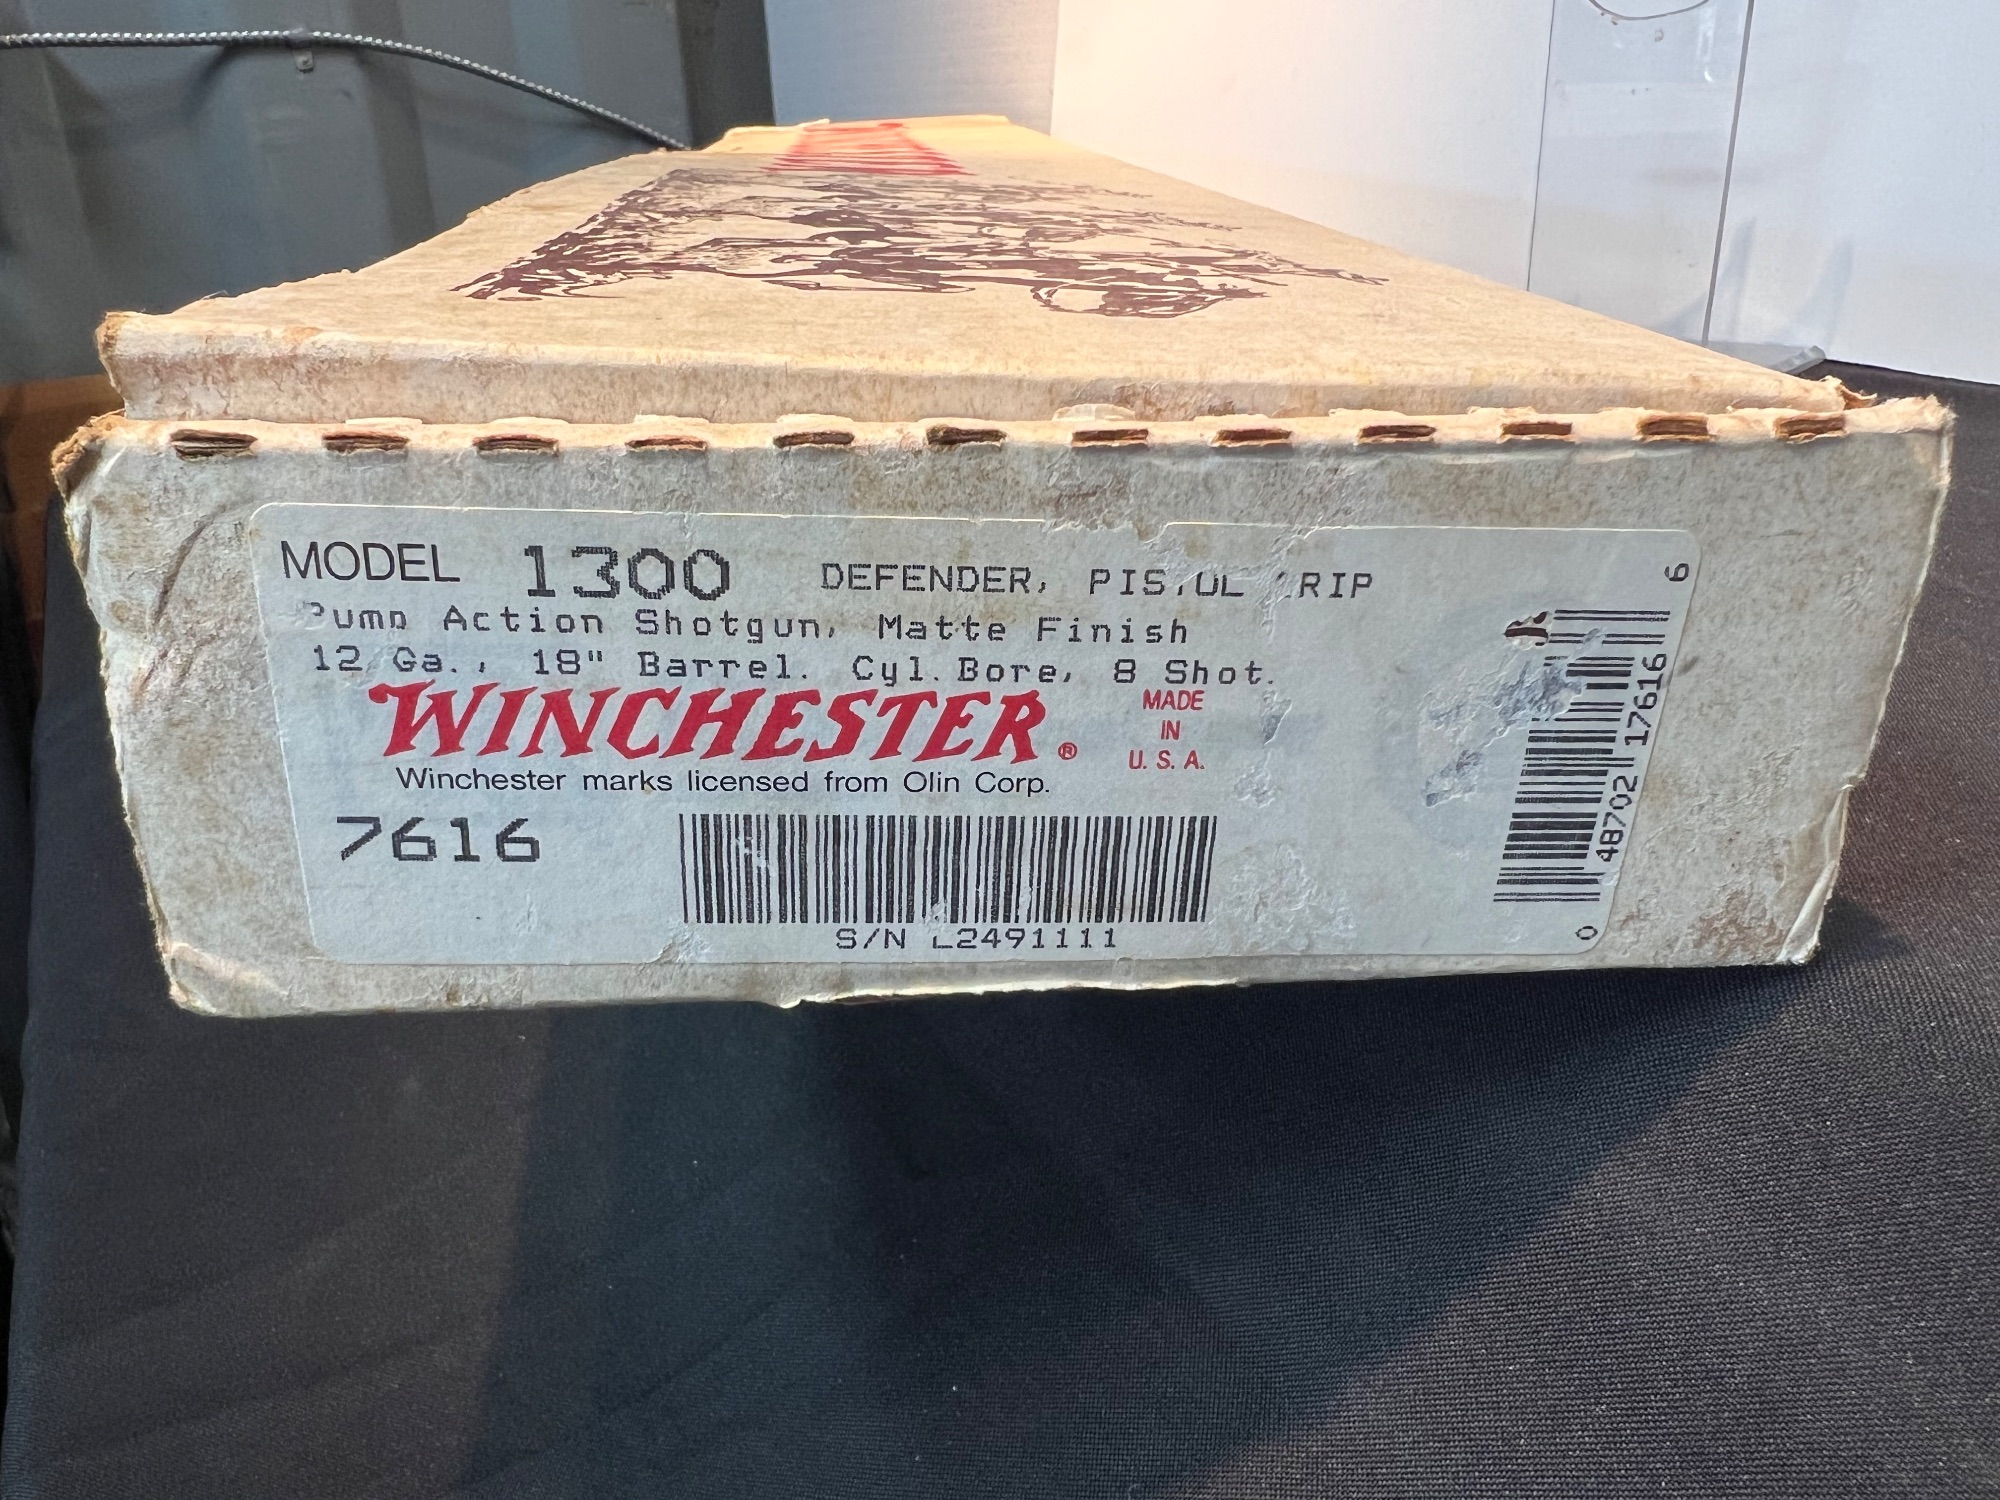 MODEL 1300 DEFENDER, PISTOL GRIP
Pump Action Shotgun, Matte Finish
12 Ga., 18" Barrel. Cyl. Bore, 8 Shot.
WINCHESTER®
MADE
IN
U.S.A.
Winchester marks licensed from Olin Corp.
7616
S/N L2491111
0 48702 17616 6